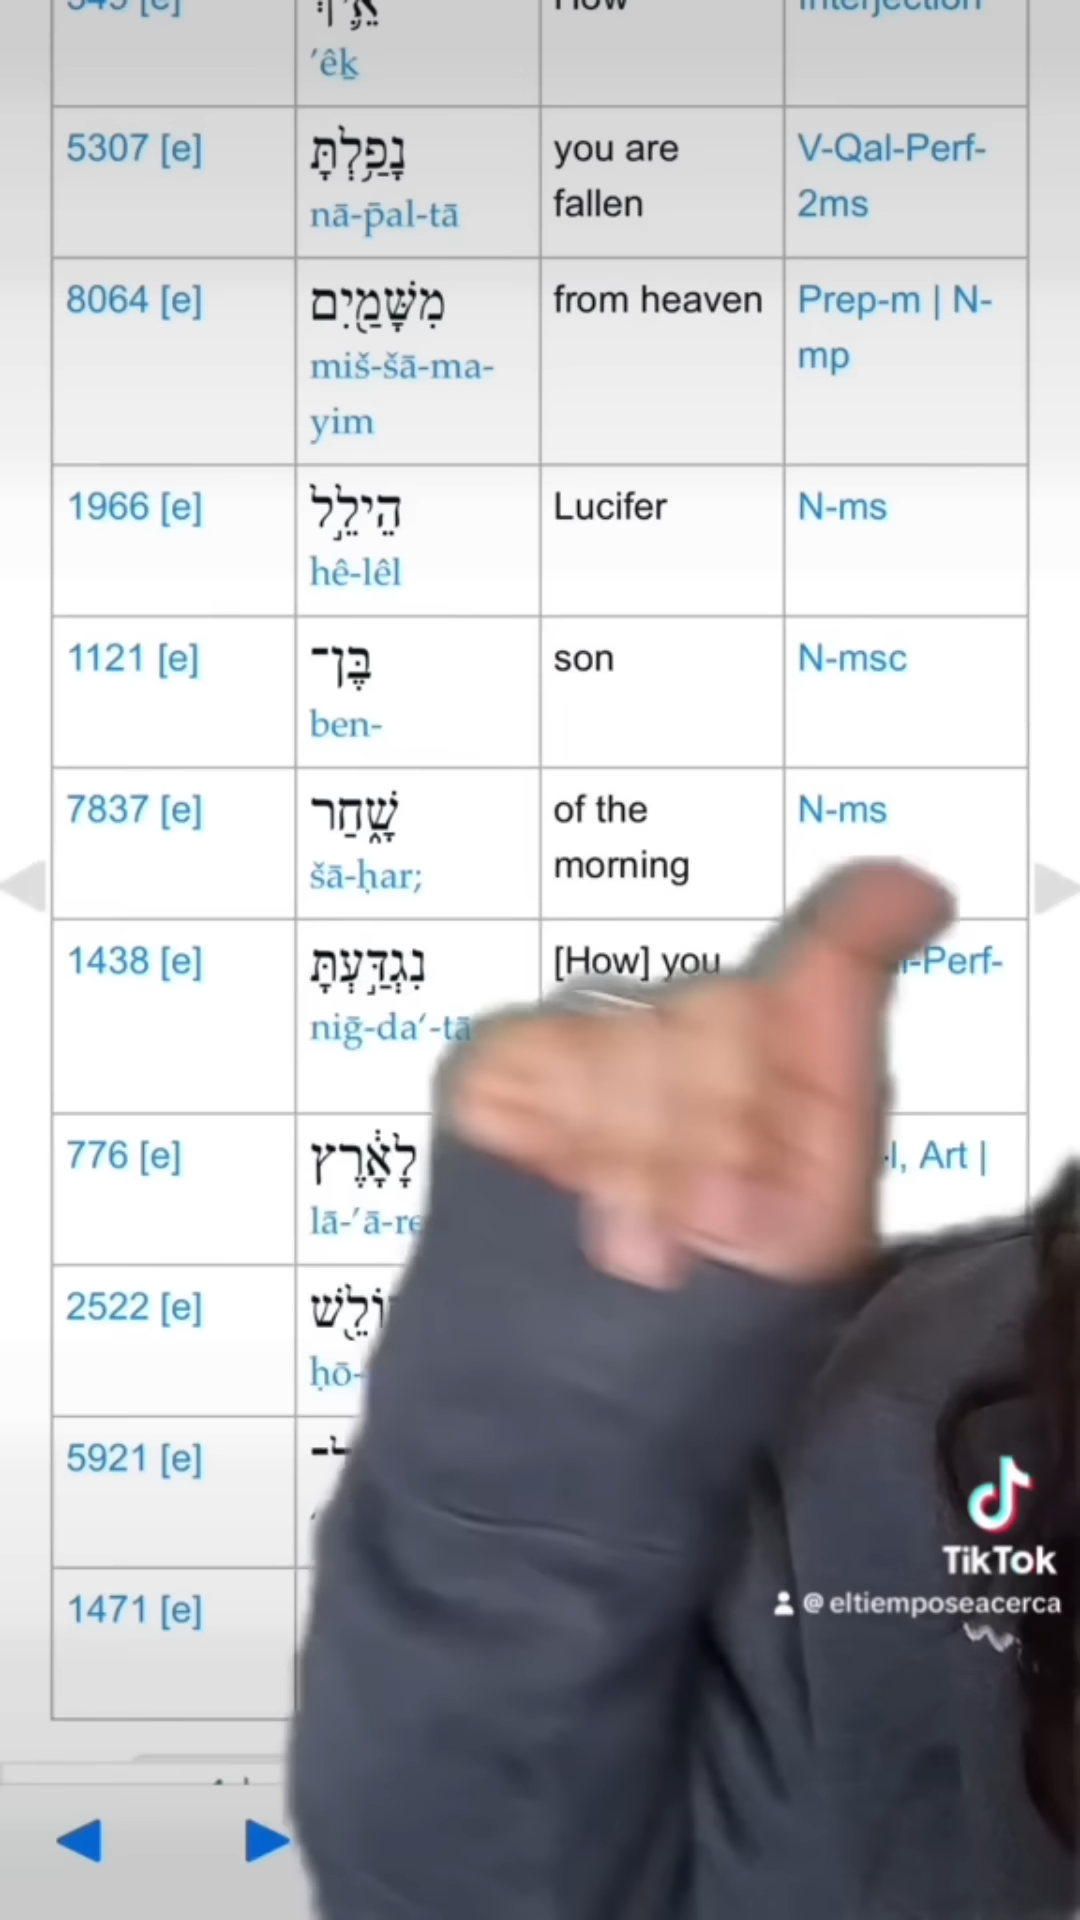 אֵ֛יךְ
’êḵ
5307 [e]
נָפַ֥לְתָּ
nā-p̄al-tā
you are
fallen
V-Qal-Perf-
2ms
8064 [e]
מִשָּׁמַ֖יִם
miš-šā-ma-
yim
from heaven
Prep-m | N-
mp
1966 [e]
הֵילֵ֣ל
hê-lêl
Lucifer
N-ms
1121 [e]
בֶּן־
ben-
son
N-msc
7837 [e]
שָׁ֑חַר
šā-ḥar;
of the
morning
N-ms
1438 [e]
נִגְדַּ֣עְתָּ
niḡ-da‘-tā
[How] you
-Perf-
776 [e]
לָאָ֔רֶץ
lā-’ā-re
l, Art |
2522 [e]
ḥō-
5921 [e]
1471 [e]
TikTok
@eltiemposeacerca